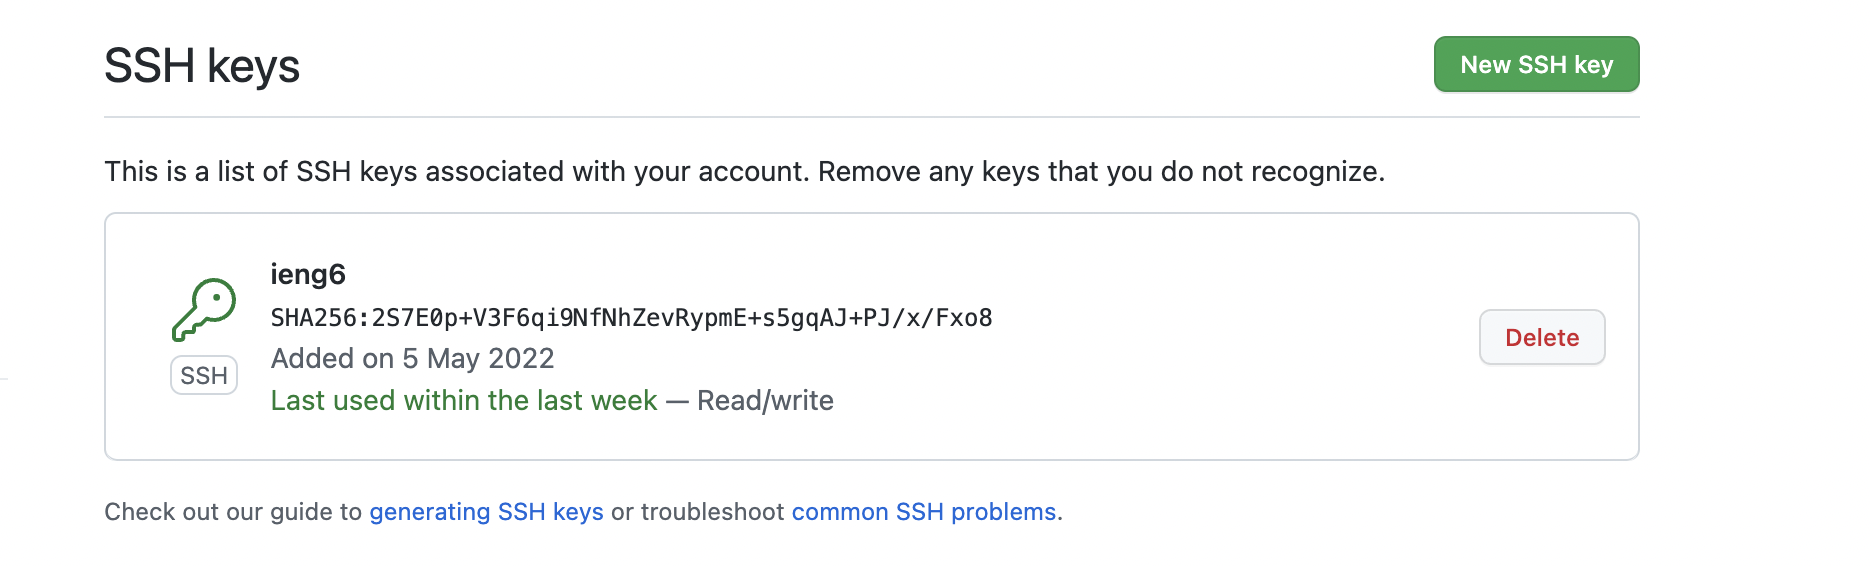 SSH keys
New SSH key
This is a list of SSH keys associated with your account. Remove any keys that you do not recognize.
ieng6
SHA256:2S7E0p+V3F6qi9NfNhZevRypmE+s5gqAJ+PJ/x/Fxo8
Added on 5 May 2022
Last used within the last week — Read/write
SSH
Delete
Check out our guide to generating SSH keys or troubleshoot common SSH problems.